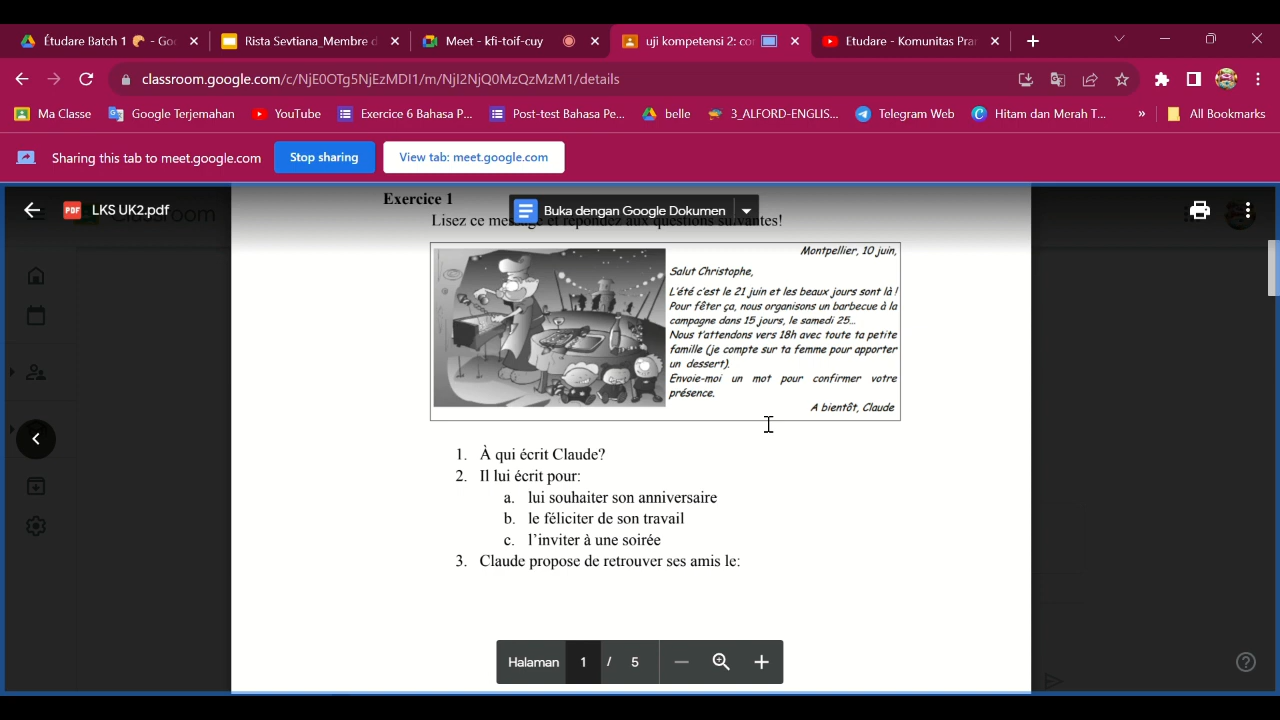 Étudare Batch 1 - Go
Rista Sevtiana_Membre d
Meet - kfi-toif-cuy
uji kompetensi 2: co
Etudare - Komunitas Pra
classroom.google.com/c/NjE0OTg5NjEzMDI1/m/NjI2NjQ0MzQzMzM1/details
Ma Classe
Google Terjemahan
YouTube
Exercice 6 Bahasa P...
Post-test Bahasa Pe...
belle
3_ALFORD-ENGLIS...
Telegram Web
Hitam dan Merah T...
»
All Bookmarks
Sharing this tab to meet.google.com
Stop sharing
View tab: meet.google.com
PDF
LKS UK2.pdf
Buka dengan Google Dokumen
Exercice 1
Lisez ce message et répondez aux questions suivantes!
Montpellier, 10 juin,
Salut Christophe,
L'été c'est le 21 juin et les beaux jours sont là !
Pour fêter ça, nous organisons un barbecue à la
campagne dans 15 jours, le samedi 25...
Nous t'attendons vers 18h avec toute ta petite
famille (je compte sur ta femme pour apporter
un dessert).
Envoie-moi un mot pour confirmer votre
présence.
A bientôt, Claude
1. À qui écrit Claude?
2. Il lui écrit pour:
a. lui souhaiter son anniversaire
b. le féliciter de son travail
c. l'inviter à une soirée
3. Claude propose de retrouver ses amis le:
Halaman 1 / 5